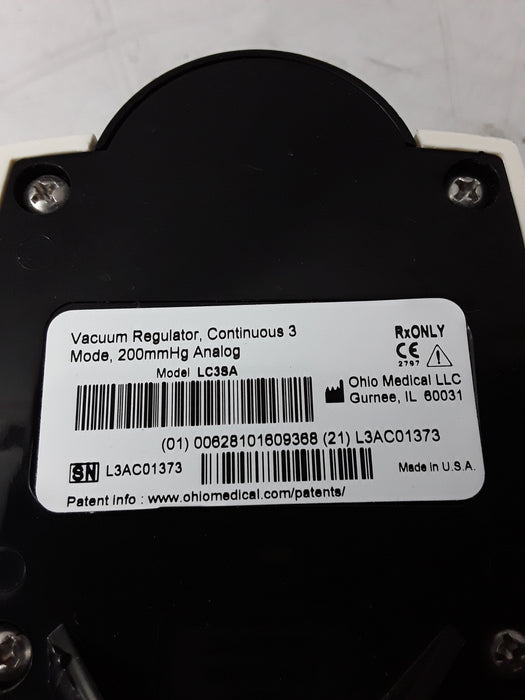 Vacuum Regulator, Continuous 3
Mode, 200mmHg Analog
Model LC3SA
(01) 00628101609368 (21) L3AC01373
SN L3AC01373
Patent info : www.ohiomedical.com/patents/
RxONLY
CE
2797
Ohio Medical LLC
Gurnee, IL 60031
Made in U.S.A.